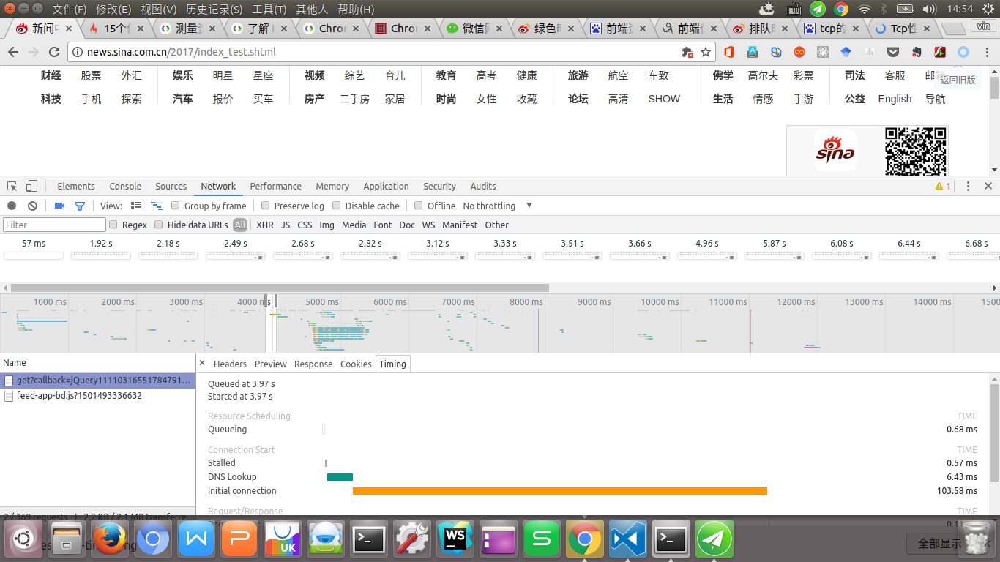 文件(F) 修改(E) 视图(V) 历史记录(S) 工具(T) 其他人 帮助(H) 14:54
新闻 15个 测量 了解 Chron Chron 微信 绿色 前端 前端 排队 tcp的 Tcp性 vin
news.sina.com.cn/2017/index_test.shtml
财经 股票 外汇 娱乐 明星 星座 视频 综艺 育儿 教育 高考 健康 旅游 航空 车致 佛学 高尔夫 彩票 司法 客服 邮箱
返回旧版
科技 手机 探索 汽车 报价 买车 房产 二手房 家居 时尚 女性 收藏 论坛 高清 SHOW 生活 情感 手游 公益 English 导航
sina
Elements Console Sources Network Performance Memory Application Security Audits 1
View: Group by frame Preserve log Disable cache Offline No throttling
Filter Regex Hide data URLs All XHR JS CSS Img Media Font Doc WS Manifest Other
57 ms 1.92 s 2.18 s 2.49 s 2.68 s 2.82 s 3.12 s 3.33 s 3.51 s 3.66 s 4.96 s 5.87 s 6.08 s 6.44 s 6.68 s
1000 ms 2000 ms 3000 ms 4000 ms 5000 ms 6000 ms 7000 ms 8000 ms 9000 ms 10000 ms 11000 ms 12000 ms 13000 ms 14000 ms 1500
Name Headers Preview Response Cookies Timing
get?callback=jQuery11110316551784791...
feed-app-bd.js?1501493336632
Queued at 3.97 s
Started at 3.97 s
Resource Scheduling TIME
Queueing 0.68 ms
Connection Start TIME
Stalled 0.57 ms
DNS Lookup 6.43 ms
Initial connection 103.58 ms
Request/Response TIME
2 / 369 requests | 2.2 KB / 2.1 MB transferre...
UK
WS
全部显示